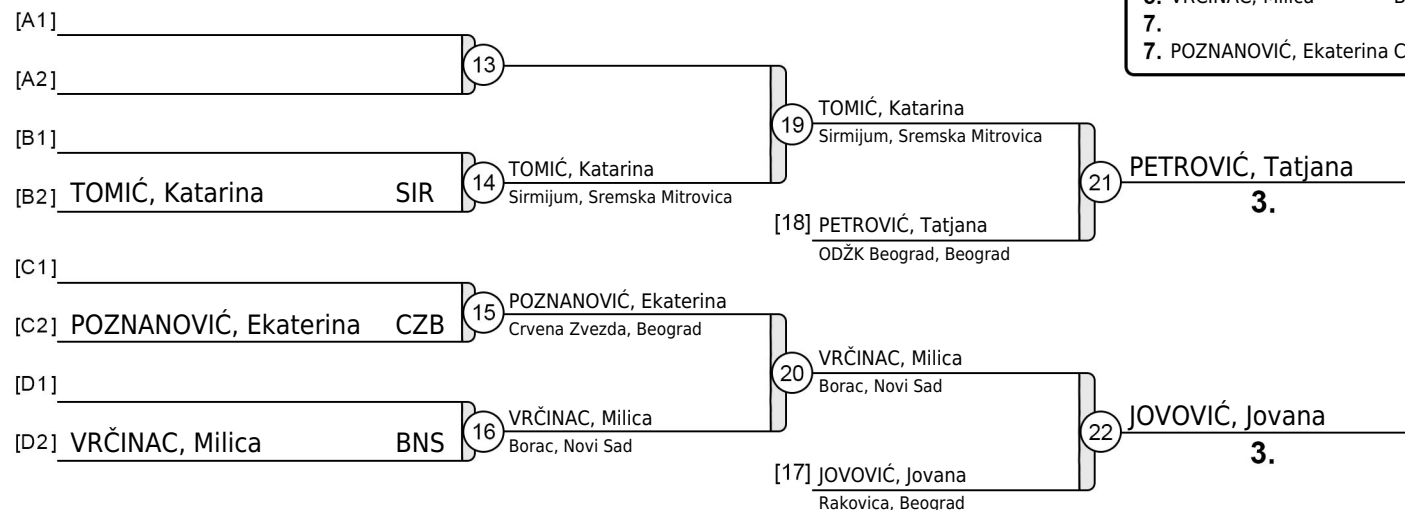 VRČINAC, Milica
7.
7. POZNANOVIĆ, Ekaterina
[A1]
13
[A2]
TOMIĆ, Katarina
19
Sirmijum, Sremska Mitrovica
[B1]
TOMIĆ, Katarina
14
Sirmijum, Sremska Mitrovica
[B2] TOMIĆ, Katarina SIR
PETROVIĆ, Tatjana
21
3.
[18] PETROVIĆ, Tatjana
ODŽK Beograd, Beograd
[C1]
POZNANOVIĆ, Ekaterina
15
Crvena Zvezda, Beograd
[C2] POZNANOVIĆ, Ekaterina CZB
VRČINAC, Milica
20
Borac, Novi Sad
[D1]
VRČINAC, Milica
16
Borac, Novi Sad
[D2] VRČINAC, Milica BNS
JOVOVIĆ, Jovana
22
3.
[17] JOVOVIĆ, Jovana
Rakovica, Beograd